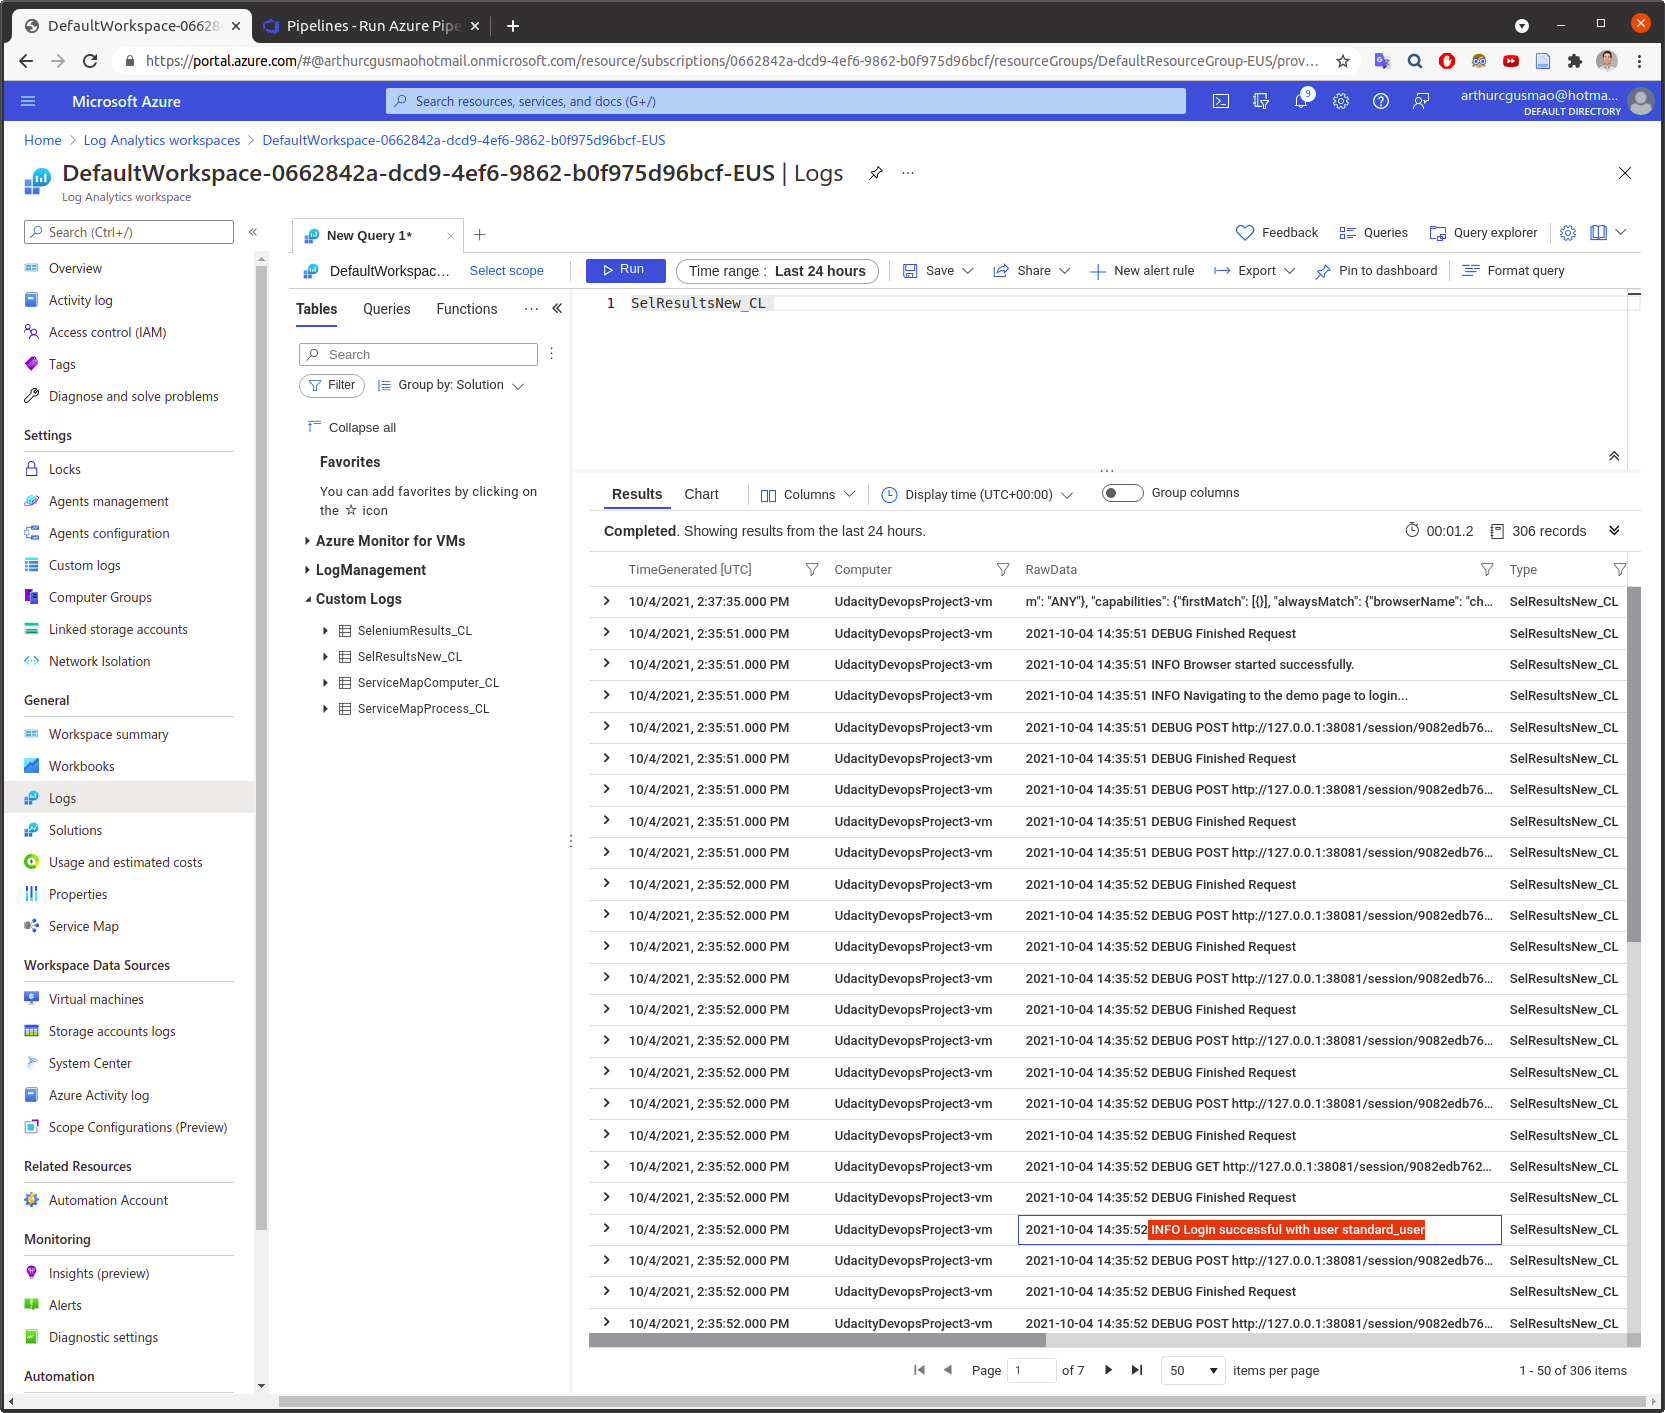 DefaultWorkspace-06628
Pipelines - Run Azure Pipe
https://portal.azure.com/#@arthurcgusmaohotmail.onmicrosoft.com/resource/subscriptions/0662842a-dcd9-4ef6-9862-b0f975d96bcf/resourceGroups/DefaultResourceGroup-EUS/prov...
Microsoft Azure
Search resources, services, and docs (G+/)
9
arthurcgusmao@hotma...
DEFAULT DIRECTORY
Home > Log Analytics workspaces > DefaultWorkspace-0662842a-dcd9-4ef6-9862-b0f975d96bcf-EUS
DefaultWorkspace-0662842a-dcd9-4ef6-9862-b0f975d96bcf-EUS | Logs
Log Analytics workspace
Search (Ctrl+/)
Overview
Activity log
Access control (IAM)
Tags
Diagnose and solve problems
Settings
Locks
Agents management
Agents configuration
Custom logs
Computer Groups
Linked storage accounts
Network Isolation
General
Workspace summary
Workbooks
Logs
Solutions
Usage and estimated costs
Properties
Service Map
Workspace Data Sources
Virtual machines
Storage accounts logs
System Center
Azure Activity log
Scope Configurations (Preview)
Related Resources
Automation Account
Monitoring
Insights (preview)
Alerts
Diagnostic settings
Automation
New Query 1*
Feedback
Queries
Query explorer
DefaultWorkspac...
Select scope
Run
Time range : Last 24 hours
Save
Share
New alert rule
Export
Pin to dashboard
Format query
Tables
Queries
Functions
Search
Filter
Group by: Solution
Collapse all
Favorites
You can add favorites by clicking on
the ☆ icon
Azure Monitor for VMs
LogManagement
Custom Logs
SeleniumResults_CL
SelResultsNew_CL
ServiceMapComputer_CL
ServiceMapProcess_CL
1 SelResultsNew_CL
Results
Chart
Columns
Display time (UTC+00:00)
Group columns
Completed. Showing results from the last 24 hours.
00:01.2
306 records
TimeGenerated [UTC] Computer RawData Type
10/4/2021, 2:37:35.000 PM UdacityDevopsProject3-vm m": "ANY"}, "capabilities": {"firstMatch": [{}], "alwaysMatch": {"browserName": "ch... SelResultsNew_CL
10/4/2021, 2:35:51.000 PM UdacityDevopsProject3-vm 2021-10-04 14:35:51 DEBUG Finished Request SelResultsNew_CL
10/4/2021, 2:35:51.000 PM UdacityDevopsProject3-vm 2021-10-04 14:35:51 INFO Browser started successfully. SelResultsNew_CL
10/4/2021, 2:35:51.000 PM UdacityDevopsProject3-vm 2021-10-04 14:35:51 INFO Navigating to the demo page to login... SelResultsNew_CL
10/4/2021, 2:35:51.000 PM UdacityDevopsProject3-vm 2021-10-04 14:35:51 DEBUG POST http://127.0.0.1:38081/session/9082edb76... SelResultsNew_CL
10/4/2021, 2:35:51.000 PM UdacityDevopsProject3-vm 2021-10-04 14:35:51 DEBUG Finished Request SelResultsNew_CL
10/4/2021, 2:35:51.000 PM UdacityDevopsProject3-vm 2021-10-04 14:35:51 DEBUG POST http://127.0.0.1:38081/session/9082edb76... SelResultsNew_CL
10/4/2021, 2:35:51.000 PM UdacityDevopsProject3-vm 2021-10-04 14:35:51 DEBUG Finished Request SelResultsNew_CL
10/4/2021, 2:35:51.000 PM UdacityDevopsProject3-vm 2021-10-04 14:35:51 DEBUG POST http://127.0.0.1:38081/session/9082edb76... SelResultsNew_CL
10/4/2021, 2:35:52.000 PM UdacityDevopsProject3-vm 2021-10-04 14:35:52 DEBUG Finished Request SelResultsNew_CL
10/4/2021, 2:35:52.000 PM UdacityDevopsProject3-vm 2021-10-04 14:35:52 DEBUG POST http://127.0.0.1:38081/session/9082edb76... SelResultsNew_CL
10/4/2021, 2:35:52.000 PM UdacityDevopsProject3-vm 2021-10-04 14:35:52 DEBUG Finished Request SelResultsNew_CL
10/4/2021, 2:35:52.000 PM UdacityDevopsProject3-vm 2021-10-04 14:35:52 DEBUG POST http://127.0.0.1:38081/session/9082edb76... SelResultsNew_CL
10/4/2021, 2:35:52.000 PM UdacityDevopsProject3-vm 2021-10-04 14:35:52 DEBUG Finished Request SelResultsNew_CL
10/4/2021, 2:35:52.000 PM UdacityDevopsProject3-vm 2021-10-04 14:35:52 DEBUG POST http://127.0.0.1:38081/session/9082edb76... SelResultsNew_CL
10/4/2021, 2:35:52.000 PM UdacityDevopsProject3-vm 2021-10-04 14:35:52 DEBUG Finished Request SelResultsNew_CL
10/4/2021, 2:35:52.000 PM UdacityDevopsProject3-vm 2021-10-04 14:35:52 DEBUG POST http://127.0.0.1:38081/session/9082edb76... SelResultsNew_CL
10/4/2021, 2:35:52.000 PM UdacityDevopsProject3-vm 2021-10-04 14:35:52 DEBUG Finished Request SelResultsNew_CL
10/4/2021, 2:35:52.000 PM UdacityDevopsProject3-vm 2021-10-04 14:35:52 DEBUG GET http://127.0.0.1:38081/session/9082edb762... SelResultsNew_CL
10/4/2021, 2:35:52.000 PM UdacityDevopsProject3-vm 2021-10-04 14:35:52 DEBUG Finished Request SelResultsNew_CL
10/4/2021, 2:35:52.000 PM UdacityDevopsProject3-vm 2021-10-04 14:35:52 INFO Login successful with user standard_user SelResultsNew_CL
10/4/2021, 2:35:52.000 PM UdacityDevopsProject3-vm 2021-10-04 14:35:52 DEBUG POST http://127.0.0.1:38081/session/9082edb76... SelResultsNew_CL
10/4/2021, 2:35:52.000 PM UdacityDevopsProject3-vm 2021-10-04 14:35:52 DEBUG Finished Request SelResultsNew_CL
10/4/2021, 2:35:52.000 PM UdacityDevopsProject3-vm 2021-10-04 14:35:52 DEBUG POST http://127.0.0.1:38081/session/9082edb76... SelResultsNew_CL
Page 1 of 7
50 items per page
1 - 50 of 306 items